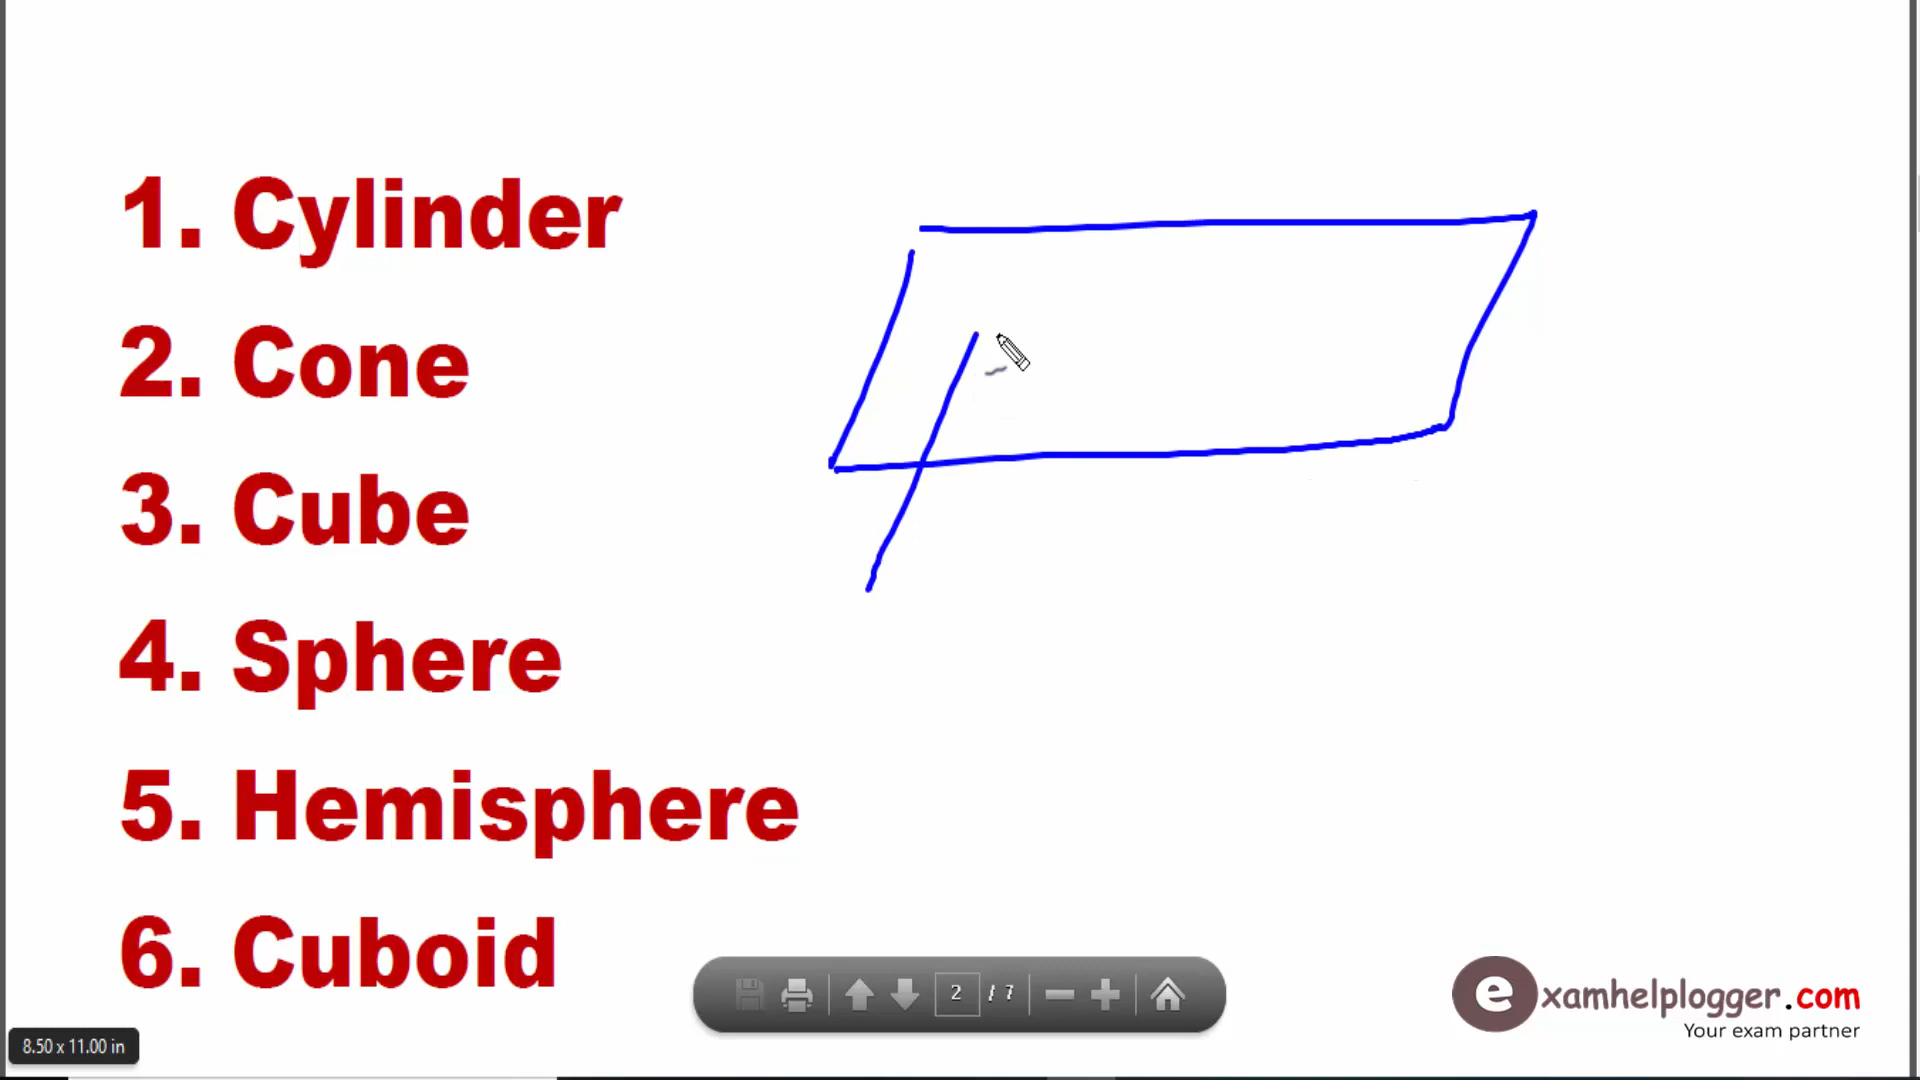 1. Cylinder
2. Cone
3. Cube
4. Sphere
5. Hemisphere
6. Cuboid
2 / 7
8.50 x 11.00 in
examhelplogger.com
Your exam partner